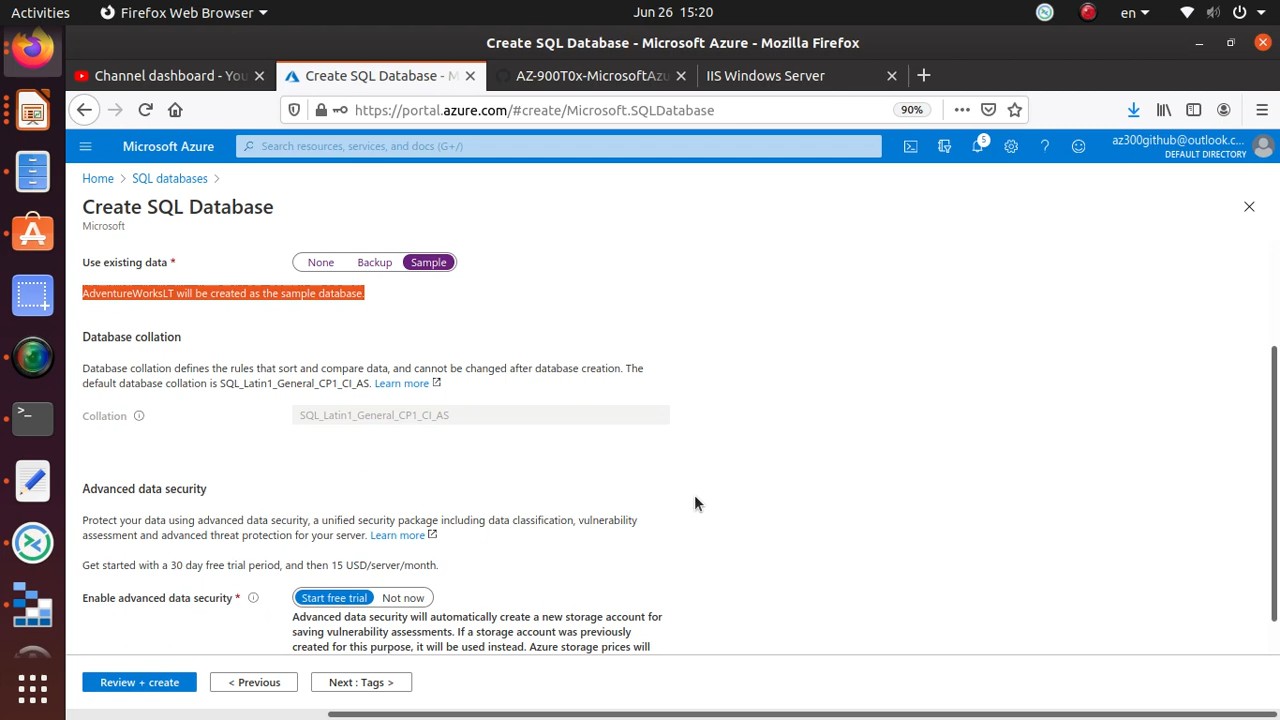 Activities
Firefox Web Browser
Jun 26 15:20
en
Create SQL Database - Microsoft Azure - Mozilla Firefox
Channel dashboard - You
Create SQL Database - M
AZ-900T0x-MicrosoftAzu
IIS Windows Server
https://portal.azure.com/#create/Microsoft.SQLDatabase
90%
Microsoft Azure
Search resources, services, and docs (G+/)
5
az300github@outlook.c...
DEFAULT DIRECTORY
Home > SQL databases >
Create SQL Database
Microsoft
Use existing data *
None Backup Sample
AdventureWorksLT will be created as the sample database.
Database collation
Database collation defines the rules that sort and compare data, and cannot be changed after database creation. The
default database collation is SQL_Latin1_General_CP1_CI_AS. Learn more
Collation
SQL_Latin1_General_CP1_CI_AS
Advanced data security
Protect your data using advanced data security, a unified security package including data classification, vulnerability
assessment and advanced threat protection for your server. Learn more
Get started with a 30 day free trial period, and then 15 USD/server/month.
Enable advanced data security *
Start free trial Not now
Advanced data security will automatically create a new storage account for
saving vulnerability assessments. If a storage account was previously
created for this purpose, it will be used instead. Azure storage prices will
Review + create
< Previous
Next : Tags >